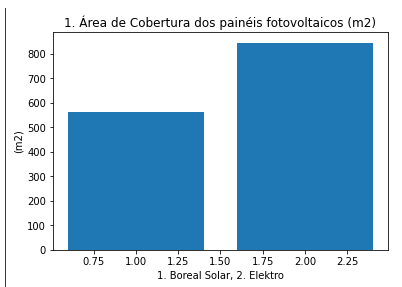 1. Área de Cobertura dos painéis fotovoltaicos (m2)
800
700
600
500
400
300
200
100
0
(m2)
0.75 1.00 1.25 1.50 1.75 2.00 2.25
1. Boreal Solar, 2. Elektro